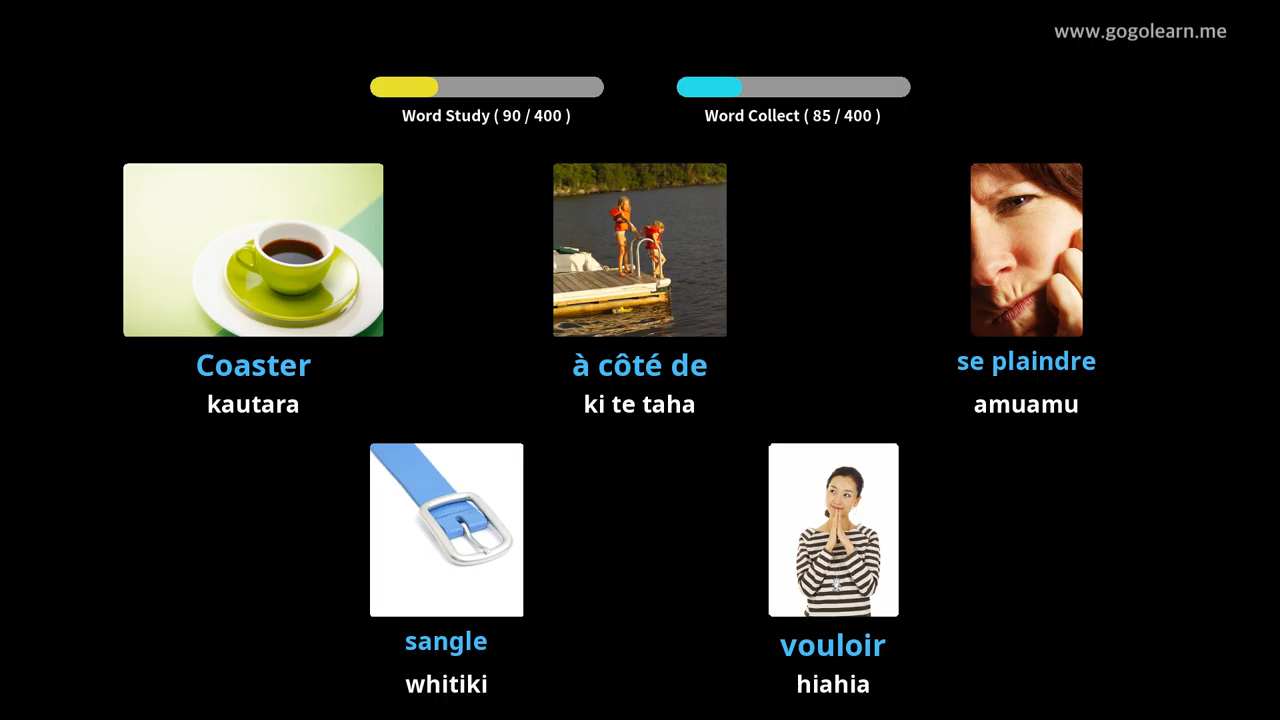 www.gogolearn.me
Word Study ( 90 / 400 )
Word Collect ( 85 / 400 )
Coaster
kautara
à côté de
ki te taha
se plaindre
amuamu
sangle
whitiki
vouloir
hiahia